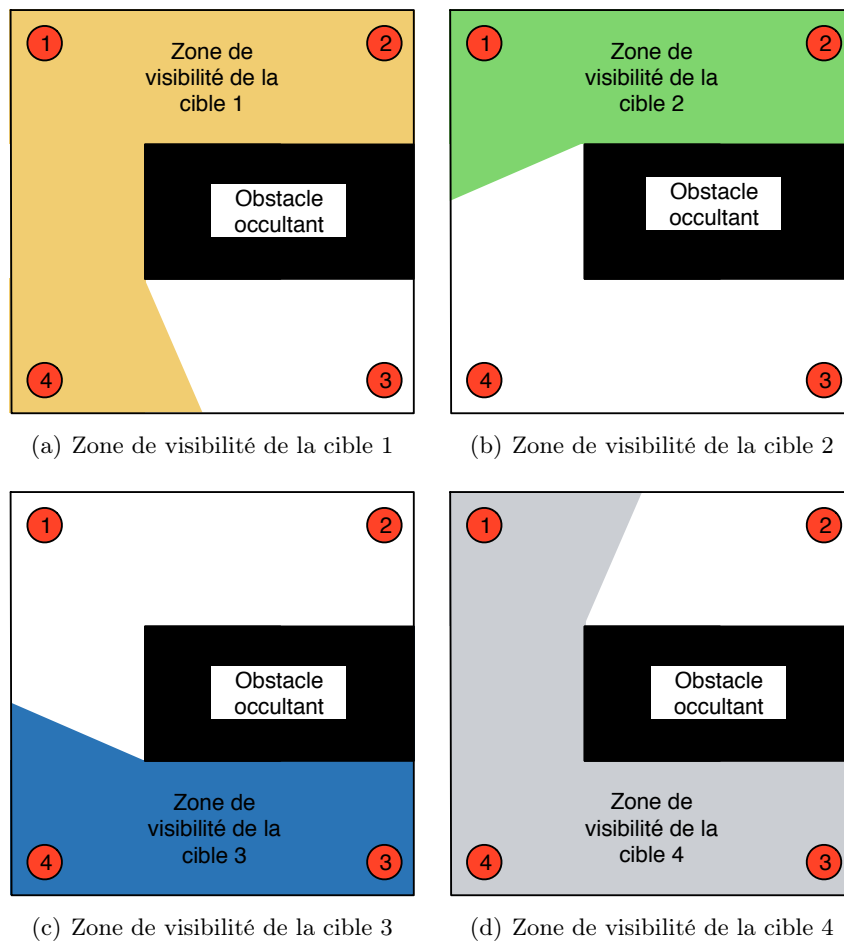 1
2
Zone de
visibilité de la
cible 1
Obstacle
occultant
4
3
(a) Zone de visibilité de la cible 1
1
2
Zone de
visibilité de la
cible 2
Obstacle
occultant
4
3
(b) Zone de visibilité de la cible 2
1
2
Obstacle
occultant
Zone de
visibilité de la
cible 3
4
3
(c) Zone de visibilité de la cible 3
1
2
Obstacle
occultant
Zone de
visibilité de la
cible 4
4
3
(d) Zone de visibilité de la cible 4